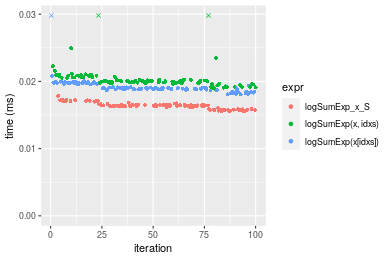 0.03
0.02
0.01
0.00
time (ms)
0
25
50
75
100
iteration
expr
logSumExp_x_S
logSumExp(x, idxs)
logSumExp(x[idxs])